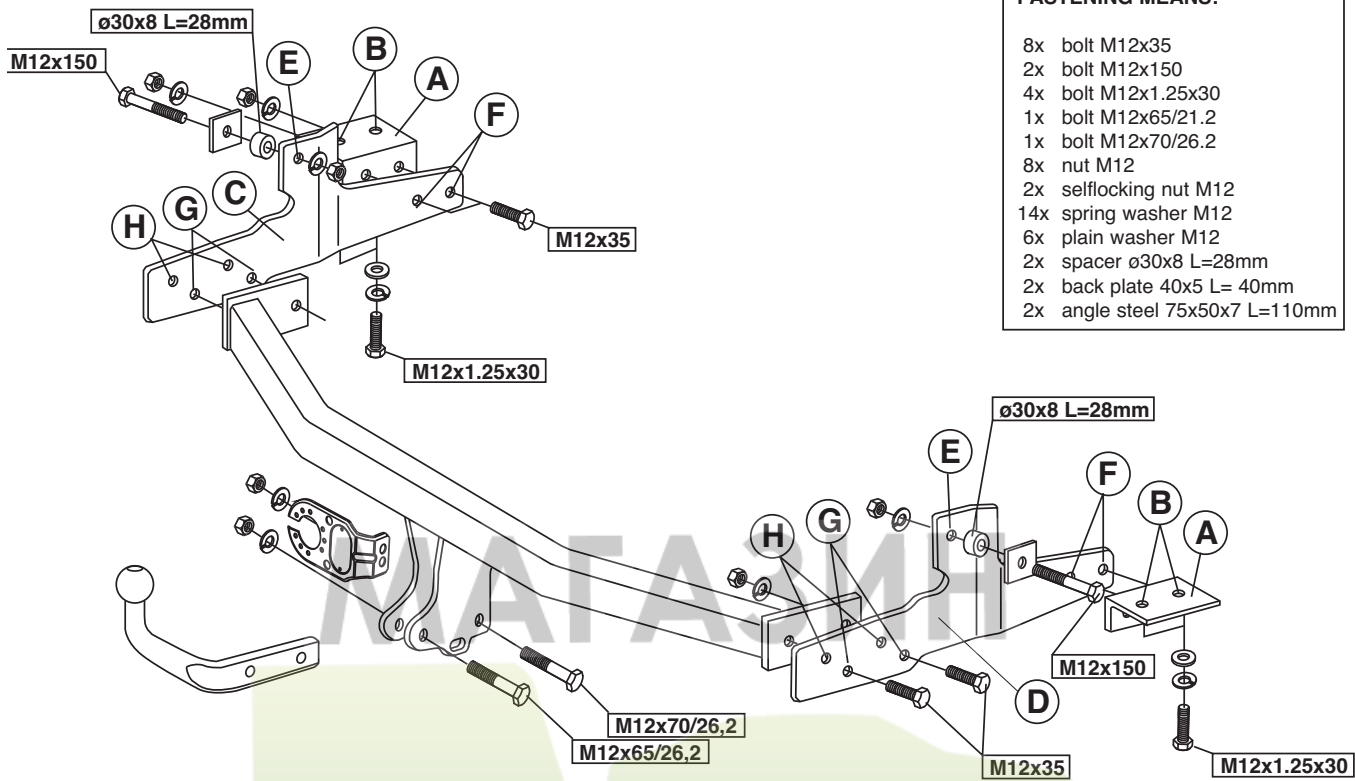 FASTENING MEANS:
8x bolt M12x35
2x bolt M12x150
4x bolt M12x1.25x30
1x bolt M12x65/21.2
1x bolt M12x70/26.2
8x nut M12
2x selflocking nut M12
14x spring washer M12
6x plain washer M12
2x spacer ø30x8 L=28mm
2x back plate 40x5 L= 40mm
2x angle steel 75x50x7 L=110mm
ø30x8 L=28mm
M12x150
E
B
A
F
C
G
H
M12x35
M12x1.25x30
ø30x8 L=28mm
E
F
B
A
G
H
МАГАЗИН
M12x150
D
M12x70/26,2
M12x65/26,2
M12x35
M12x1.25x30